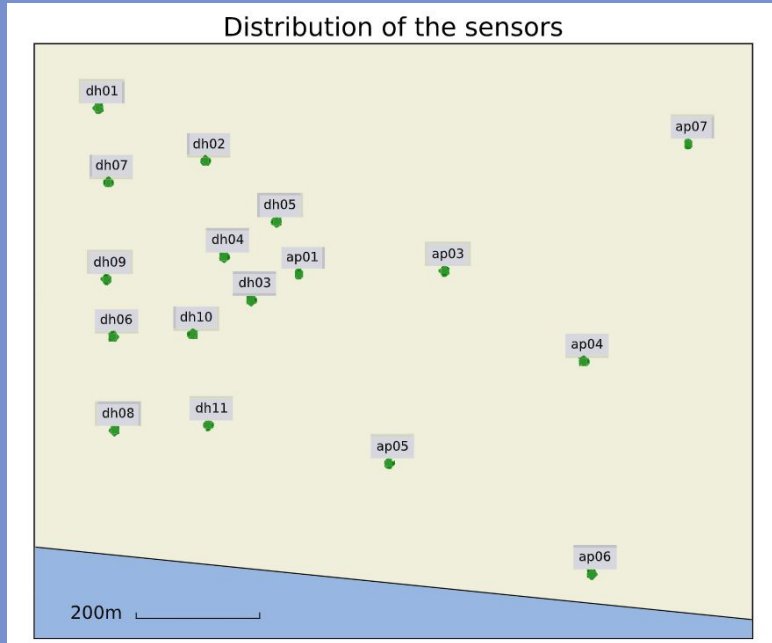 Distribution of the sensors
dh01
ap07
dh02
dh07
dh05
dh04
ap03
ap01
dh09
dh03
dh10
dh06
ap04
dh11
dh08
ap05
ap06
200m